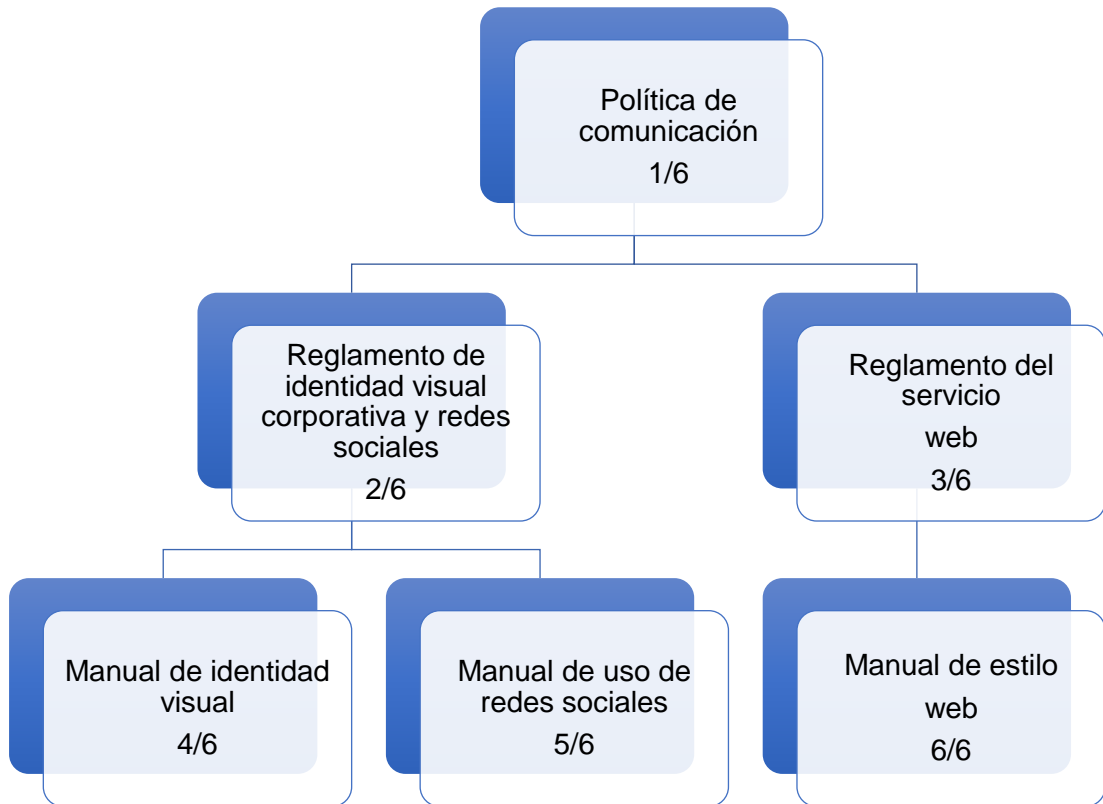 Política de
comunicación
1/6
Reglamento de
identidad visual
corporativa y redes
sociales
2/6
Reglamento del
servicio
web
3/6
Manual de identidad
visual
4/6
Manual de uso de
redes sociales
5/6
Manual de estilo
web
6/6